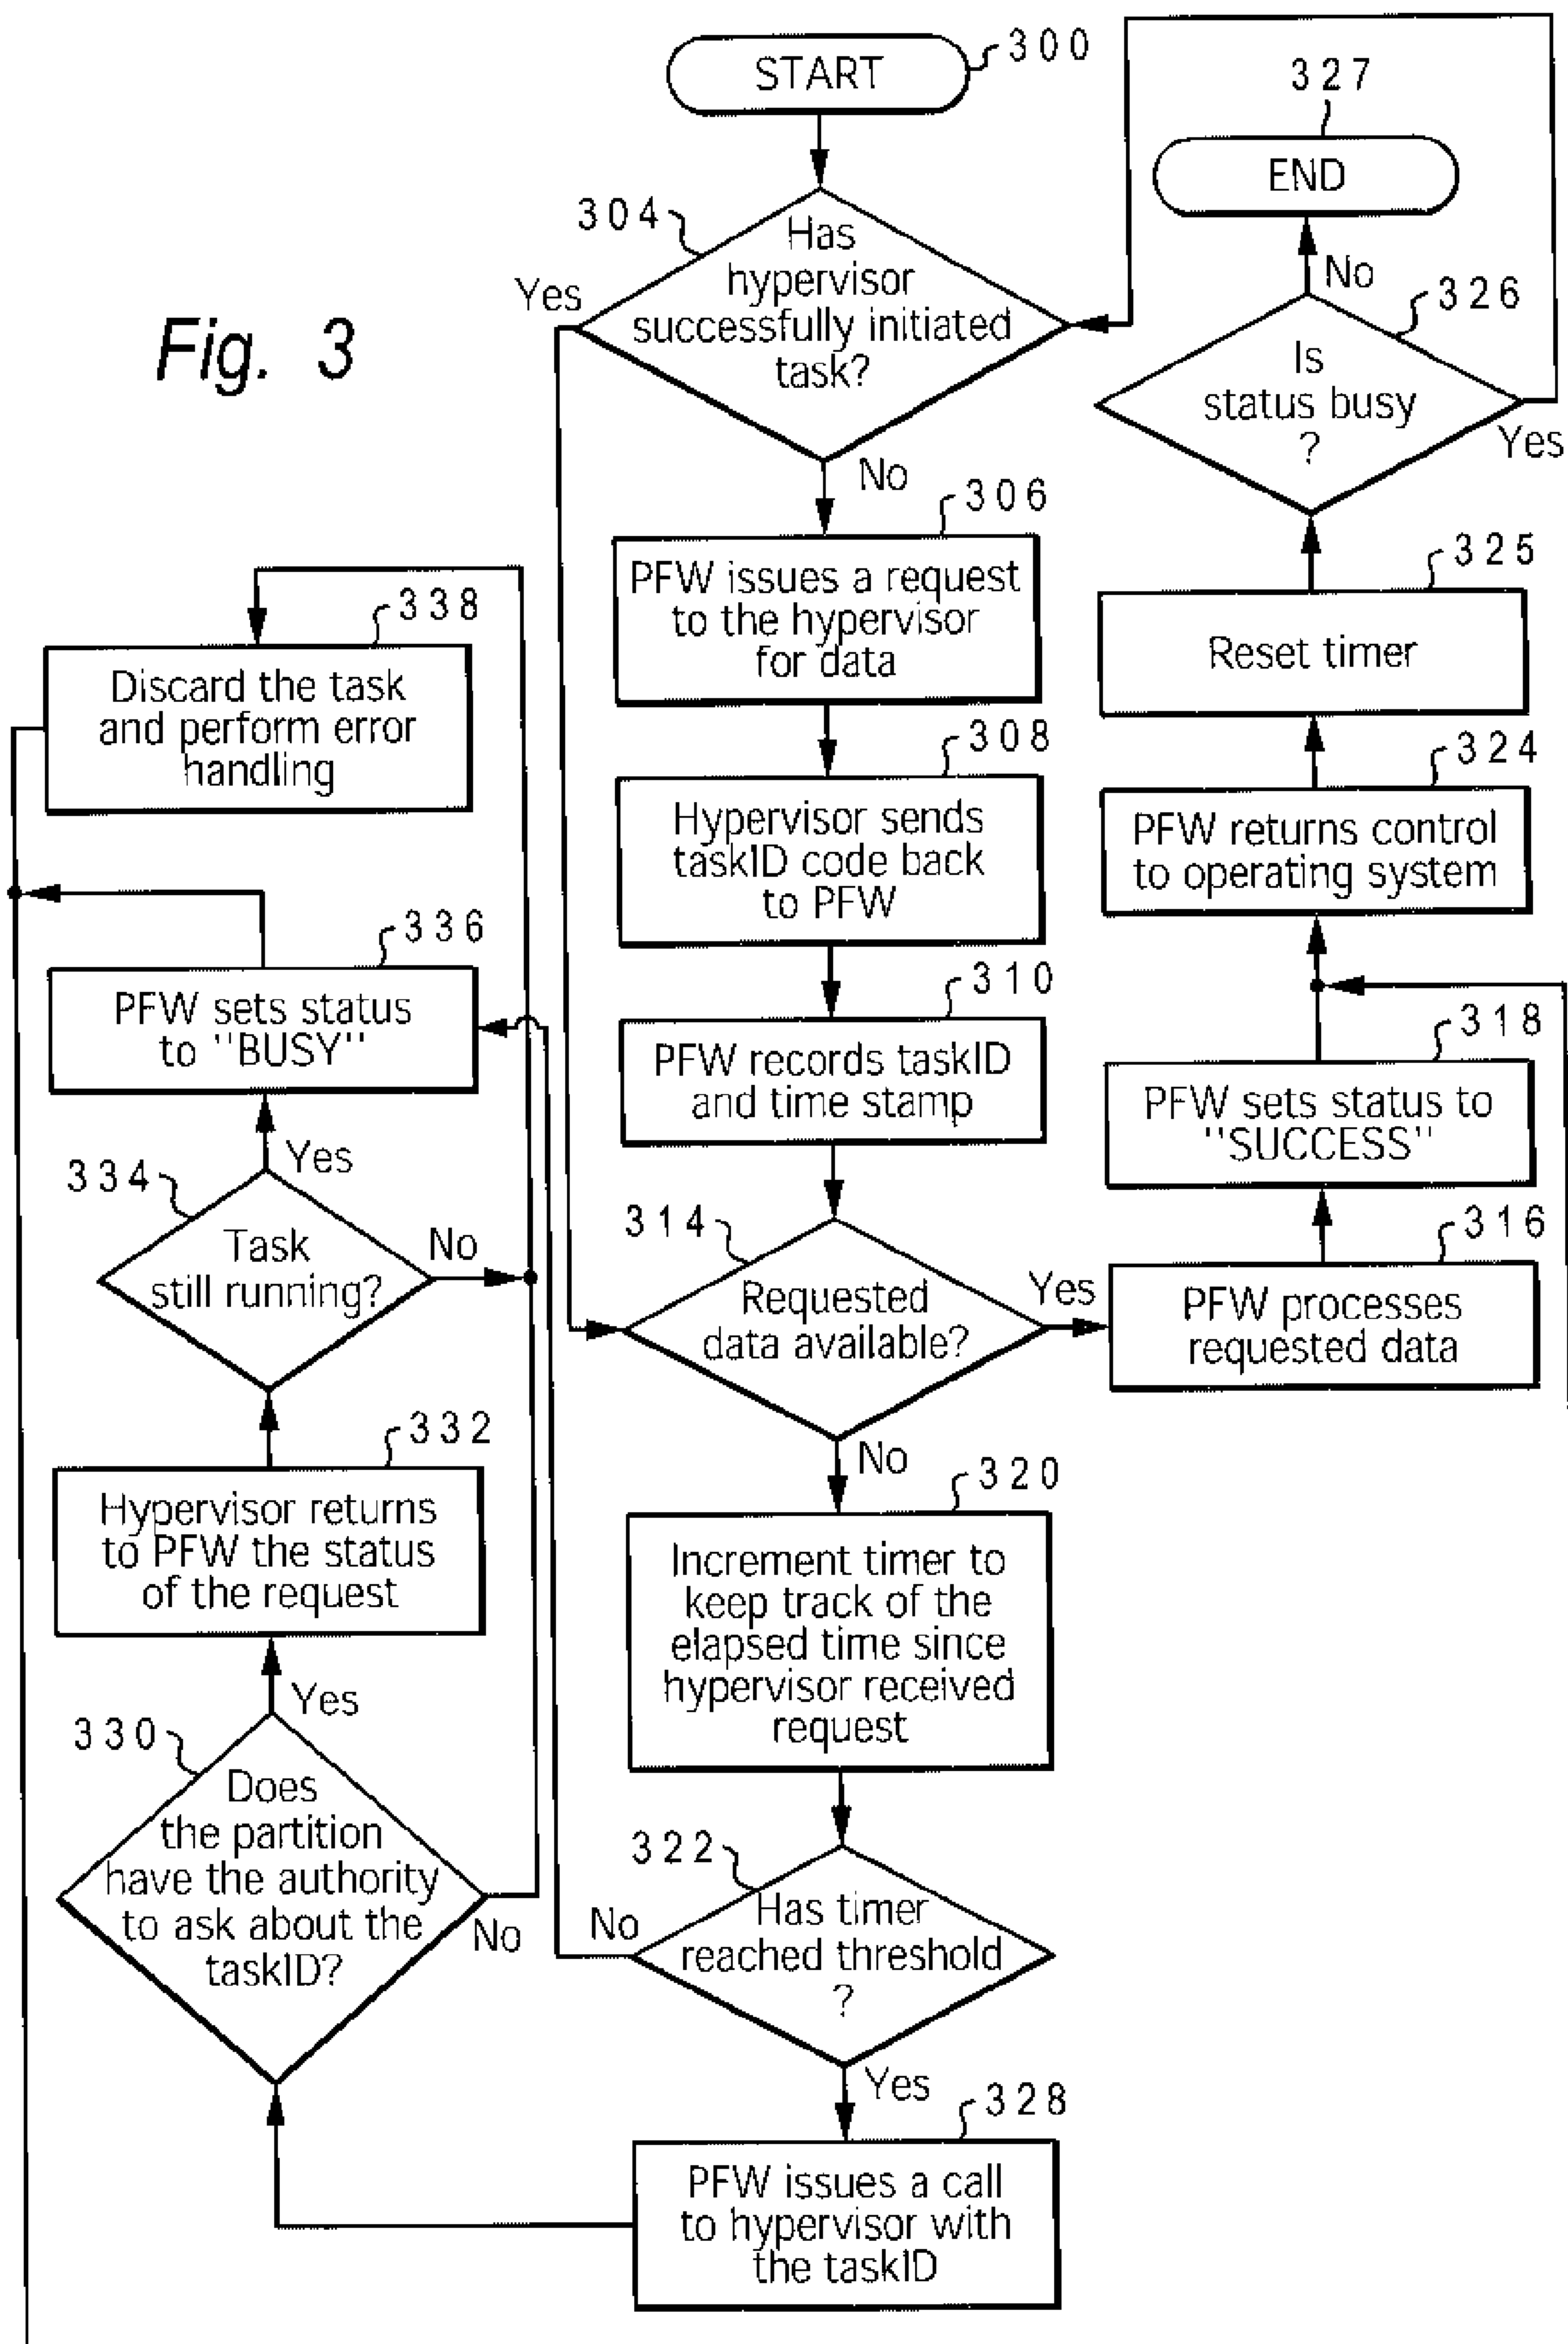 300
START
327
END
304
Has
hypervisor
successfully initiated
task?
Yes
No
No
326
Is
status busy
?
Yes
Fig. 3
306
PFW issues a request
to the hypervisor
for data
325
Reset timer
338
Discard the task
and perform error
handling
308
Hypervisor sends
taskID code back
to PFW
324
PFW returns control
to operating system
336
PFW sets status
to "BUSY"
310
PFW records taskID
and time stamp
318
PFW sets status to
"SUCCESS"
334
Yes
Task
still running?
No
314
Requested
data available?
Yes
No
316
PFW processes
requested data
332
Hypervisor returns
to PFW the status
of the request
320
Increment timer to
keep track of the
elapsed time since
hypervisor received
request
Yes
330
Does
the partition
have the authority
to ask about the
taskID?
No
322
Has timer
reached threshold
?
No
Yes
328
PFW issues a call
to hypervisor with
the taskID